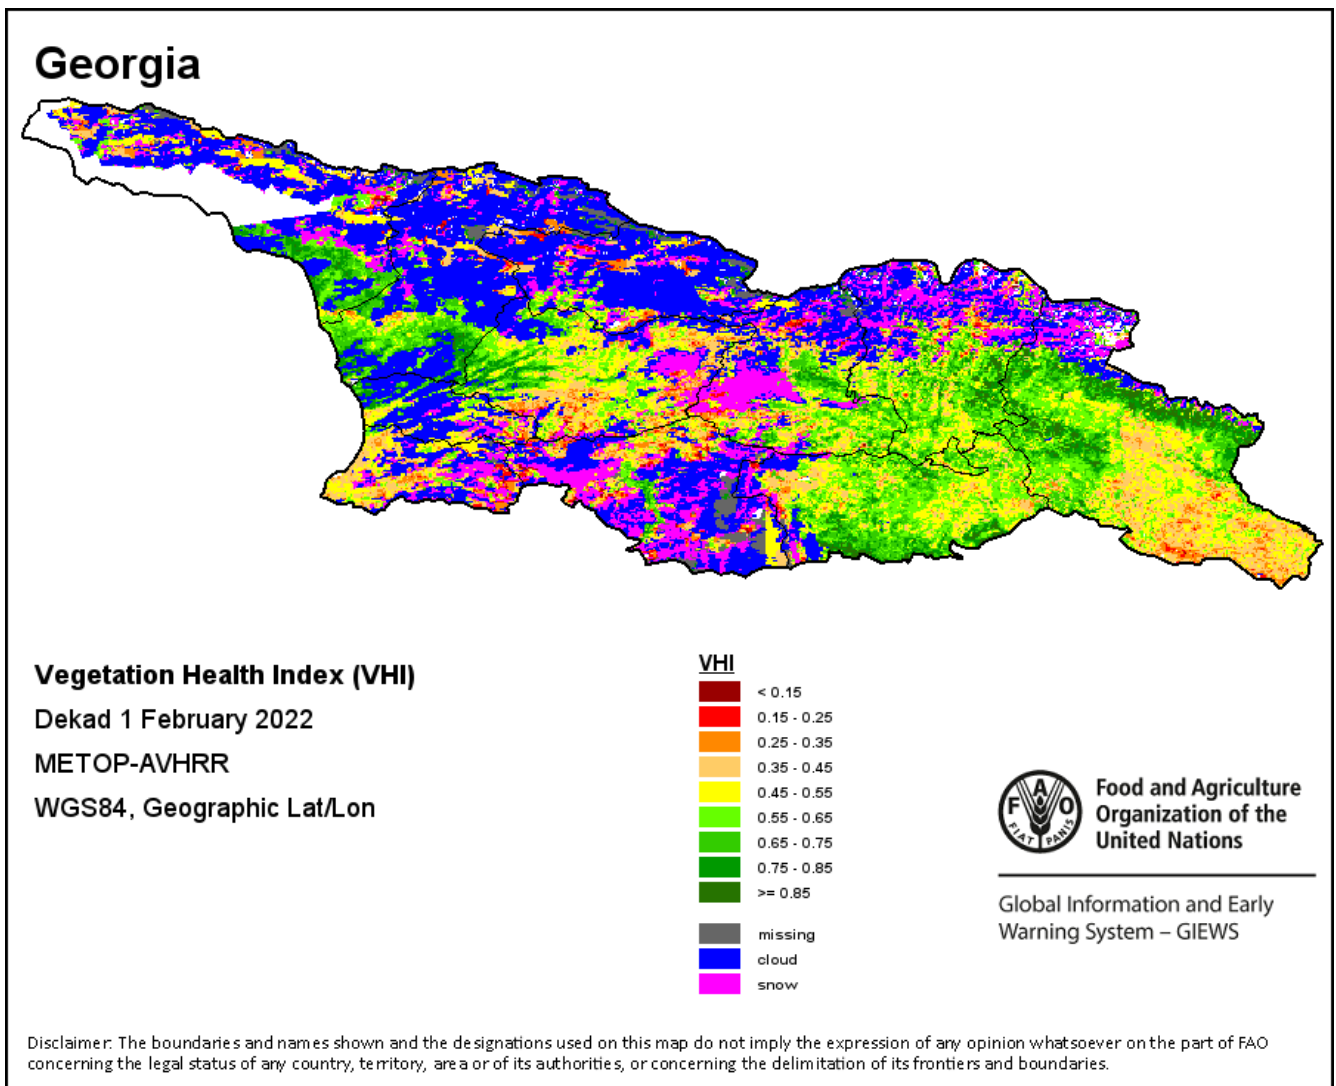 Georgia
Vegetation Health Index (VHI)
Dekad 1 February 2022
METOP-AVHRR
WGS84, Geographic Lat/Lon
VHI
< 0.15
0.15 - 0.25
0.25 - 0.35
0.35 - 0.45
0.45 - 0.55
0.55 - 0.65
0.65 - 0.75
0.75 - 0.85
>= 0.85
missing
cloud
snow
F A O
FIAT PANIS
Food and Agriculture
Organization of the
United Nations
Global Information and Early
Warning System – GIEWS
Disclaimer: The boundaries and names shown and the designations used on this map do not imply the expression of any opinion whatsoever on the part of FAO
concerning the legal status of any country, territory, area or of its authorities, or concerning the delimitation of its frontiers and boundaries.